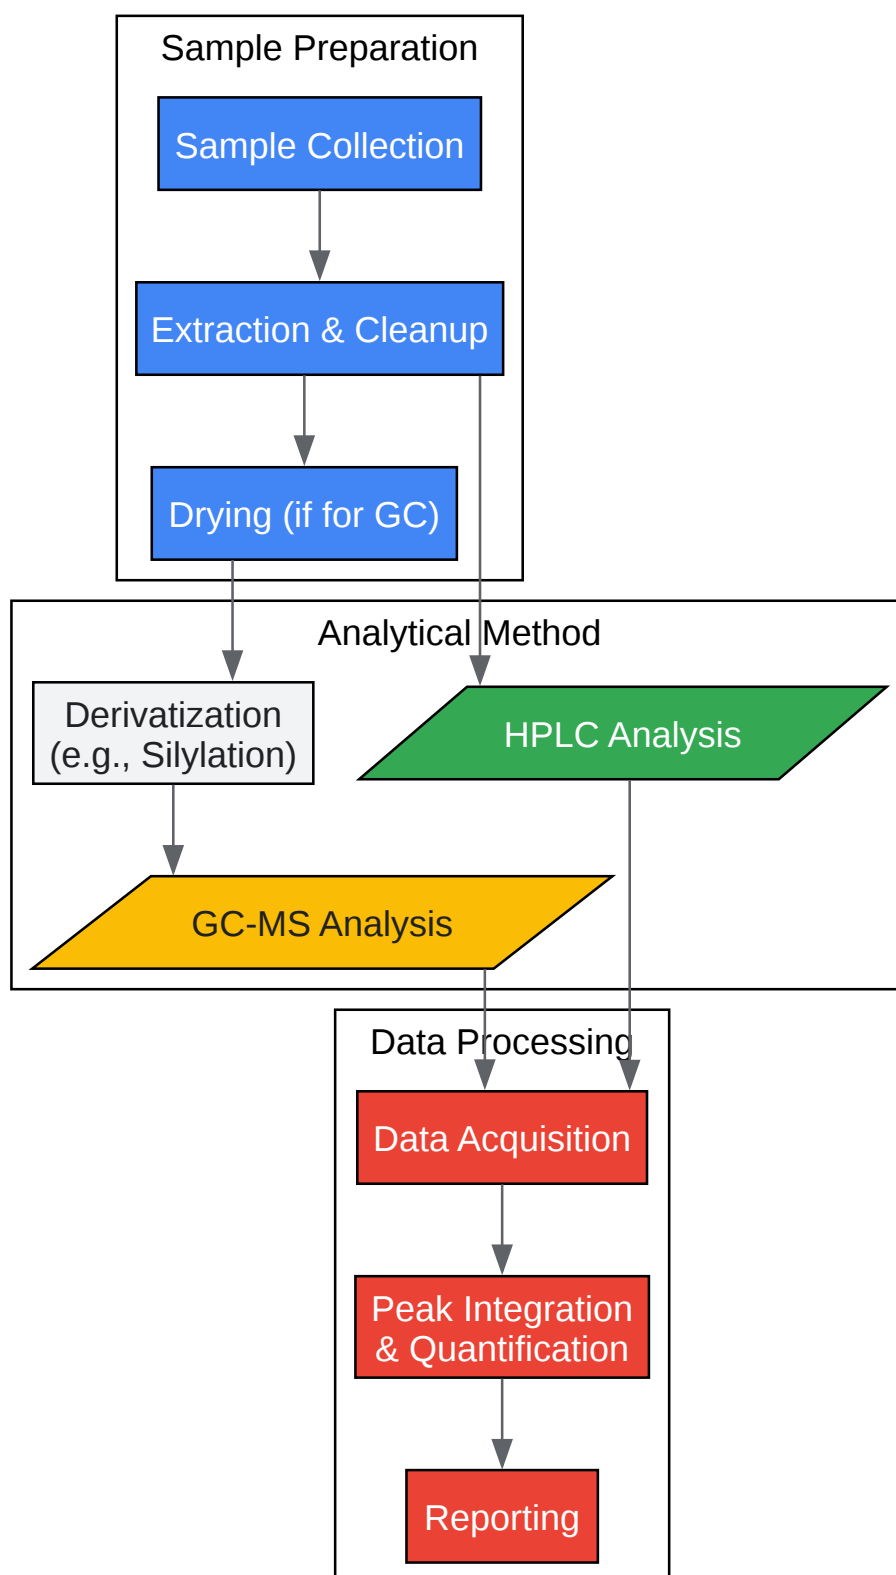 Sample Preparation
Sample Collection
Extraction & Cleanup
Drying (if for GC)
Analytical Method
Derivatization
(e.g., Silylation)
HPLC Analysis
GC-MS Analysis
Data Processing
Data Acquisition
Peak Integration
& Quantification
Reporting